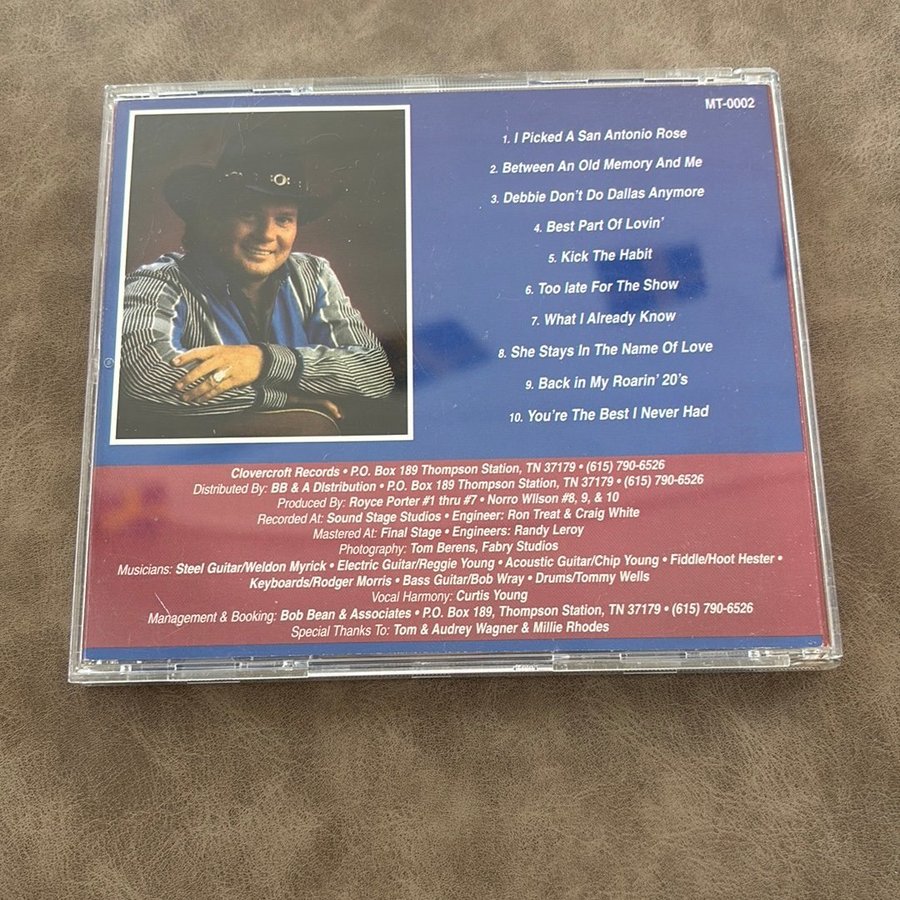 MT-0002
1. I Picked A San Antonio Rose
2. Between An Old Memory And Me
3. Debbie Don't Do Dallas Anymore
4. Best Part Of Lovin'
5. Kick The Habit
6. Too late For The Show
7. What I Already Know
8. She Stays In The Name Of Love
9. Back in My Roarin' 20's
10. You're The Best I Never Had
Clovercroft Records • P.O. Box 189 Thompson Station, TN 37179 • (615) 790-6526
Distributed By: BB & A DIstribution • P.O. Box 189 Thompson Station, TN 37179 • (615) 790-6526
Produced By: Royce Porter #1 thru #7 • Norro Wilson #8, 9, & 10
Recorded At: Sound Stage Studios • Engineer: Ron Treat & Craig White
Mastered At: Final Stage • Engineers: Randy Leroy
Photography: Tom Berens, Fabry Studios
Musicians: Steel Guitar/Weldon Myrick • Electric Guitar/Reggie Young • Acoustic Guitar/Chip Young • Fiddle/Hoot Hester •
Keyboards/Rodger Morris • Bass Guitar/Bob Wray • Drums/Tommy Wells
Vocal Harmony: Curtis Young
Management & Booking: Bob Bean & Associates • P.O. Box 189, Thompson Station, TN 37179 • (615) 790-6526
Special Thanks To: Tom & Audrey Wagner & Millie Rhodes